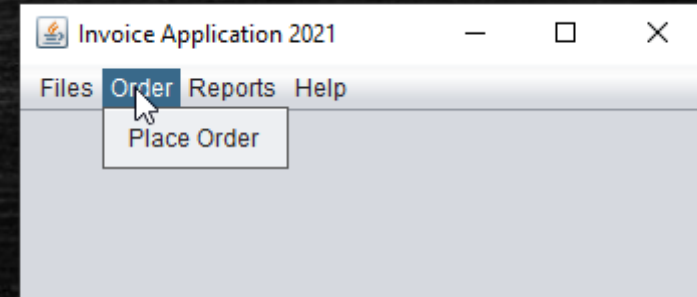 Invoice Application 2021
Files Order Reports Help
Place Order